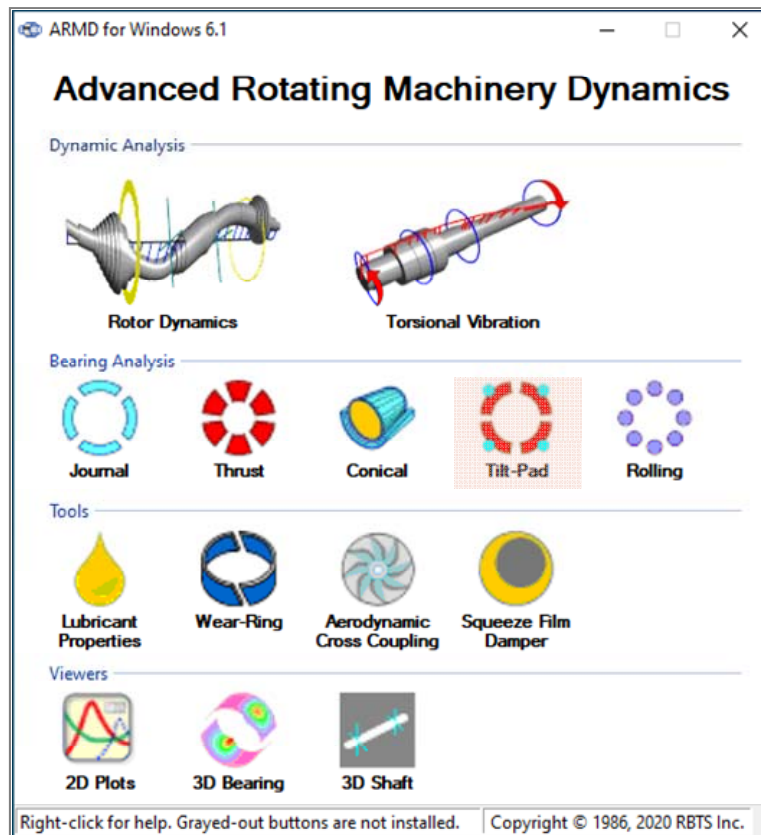 ARMD for Windows 6.1
Advanced Rotating Machinery Dynamics
Dynamic Analysis
Rotor Dynamics
Torsional Vibration
Bearing Analysis
Journal
Thrust
Conical
Tilt-Pad
Rolling
Tools
Lubricant
Properties
Wear-Ring
Aerodynamic
Cross Coupling
Squeeze Film
Damper
Viewers
2D Plots
3D Bearing
3D Shaft
Right-click for help. Grayed-out buttons are not installed.
Copyright © 1986, 2020 RBTS Inc.